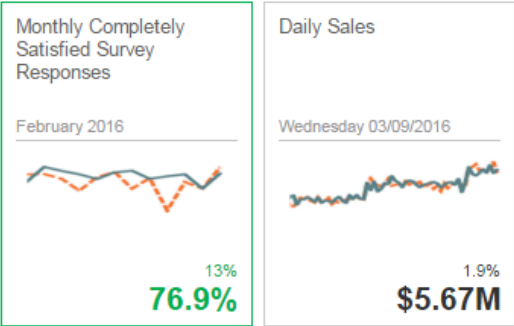 Monthly Completely
Satisfied Survey
Responses
February 2016
13%
76.9%
Daily Sales
Wednesday 03/09/2016
1.9%
$5.67M